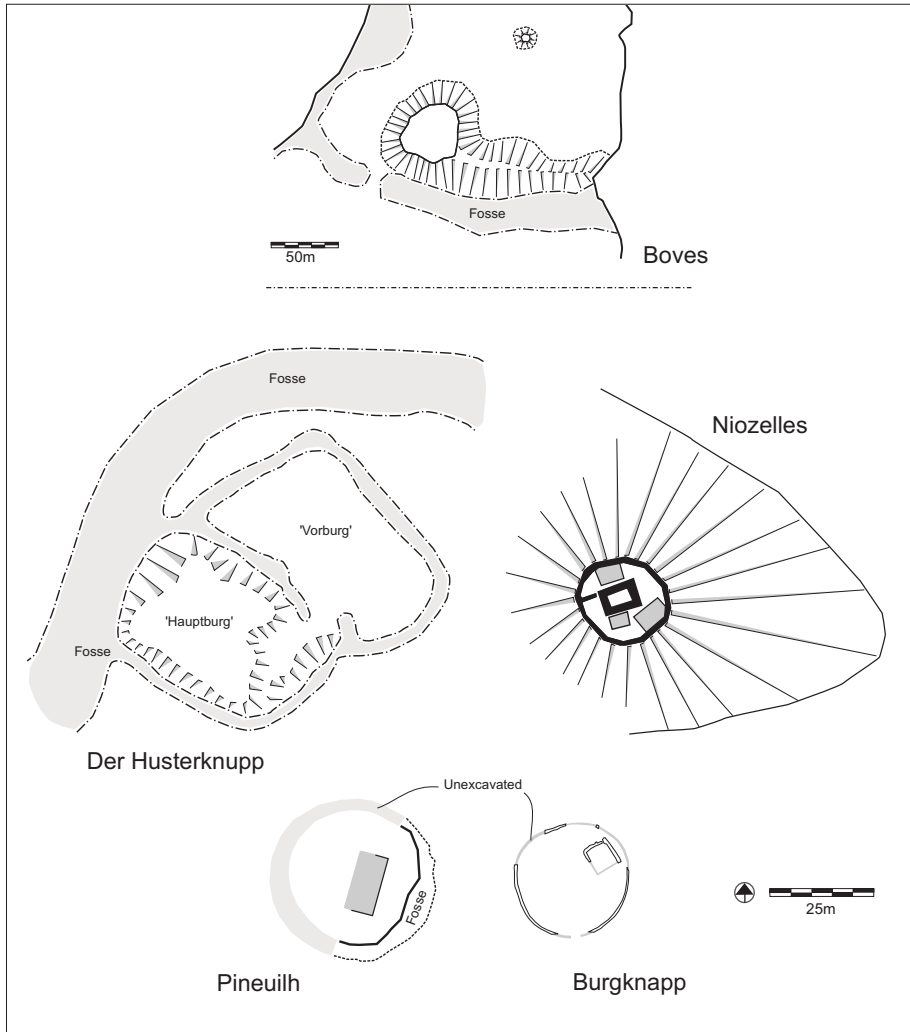 Fosse
50m
Boves
Fosse
Niozelles
'Vorburg'
'Hauptburg'
Fosse
Der Husterknupp
Unexcavated
Fosse
25m
Pineuilh
Burgknapp